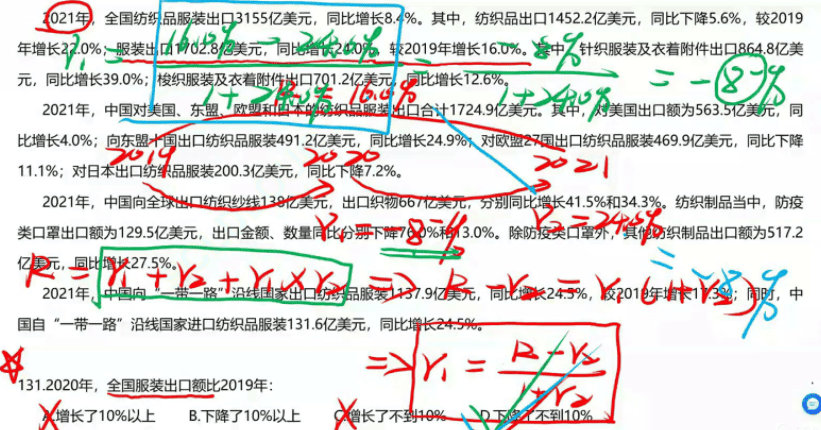 2021年，全国纺织品服装出口3155亿美元，同比增长8.4%。其中，纺织品出口1452.2亿美元，同比下降5.6%，较2019
年增长22.0%；服装出口1702.8亿美元，同比增长24.0%，较2019年增长16.0%。其中，针织服装及衣着附件出口864.8亿美
元，同比增长39.0%；梭织服装及衣着附件出口701.2亿美元，同比增长12.6%。
r₁ = 16.0% - 24.0% / 1+24.0% = -8% / 1+24.0% = -8-%
R = 16.0%
2021年，中国对美国、东盟、欧盟和日本的纺织品服装出口合计1724.9亿美元。其中，对美国出口额为563.5亿美元，同
比增长4.0%；向东盟十国出口纺织品服装491.2亿美元，同比增长24.9%；对欧盟27国出口纺织品服装469.9亿美元，同比下降
11.1%；对日本出口纺织品服装200.3亿美元，同比下降7.2%。
2019 2020 2021
2021年，中国向全球出口纺织纱线138亿美元，出口织物667亿美元，分别同比增长41.5%和34.3%。纺织制品当中，防疫
r₁ = -8-% r₂ = 24.0%
类口罩出口额为129.5亿美元，出口金额、数量同比分别下降76.0%和13.0%。除防疫类口罩外，其他纺织制品出口额为517.2
亿美元，同比增长27.5%。
R = r₁ + r₂ + r₁ × r₂ => R - r₂ = r₁ (1+r₂)
= -8-%
2021年，中国向“一带一路”沿线国家出口纺织品服装1137.9亿美元，同比增长24.5%，较2019年增长17.3%；同时，中
国自“一带一路”沿线国家进口纺织品服装131.6亿美元，同比增长24.5%。
=> r₁ = R - r₂ / 1+r₂
131.2020年，全国服装出口额比2019年：
A.增长了10%以上 B.下降了10%以上 C.增长了不到10% D.下降了不到10%